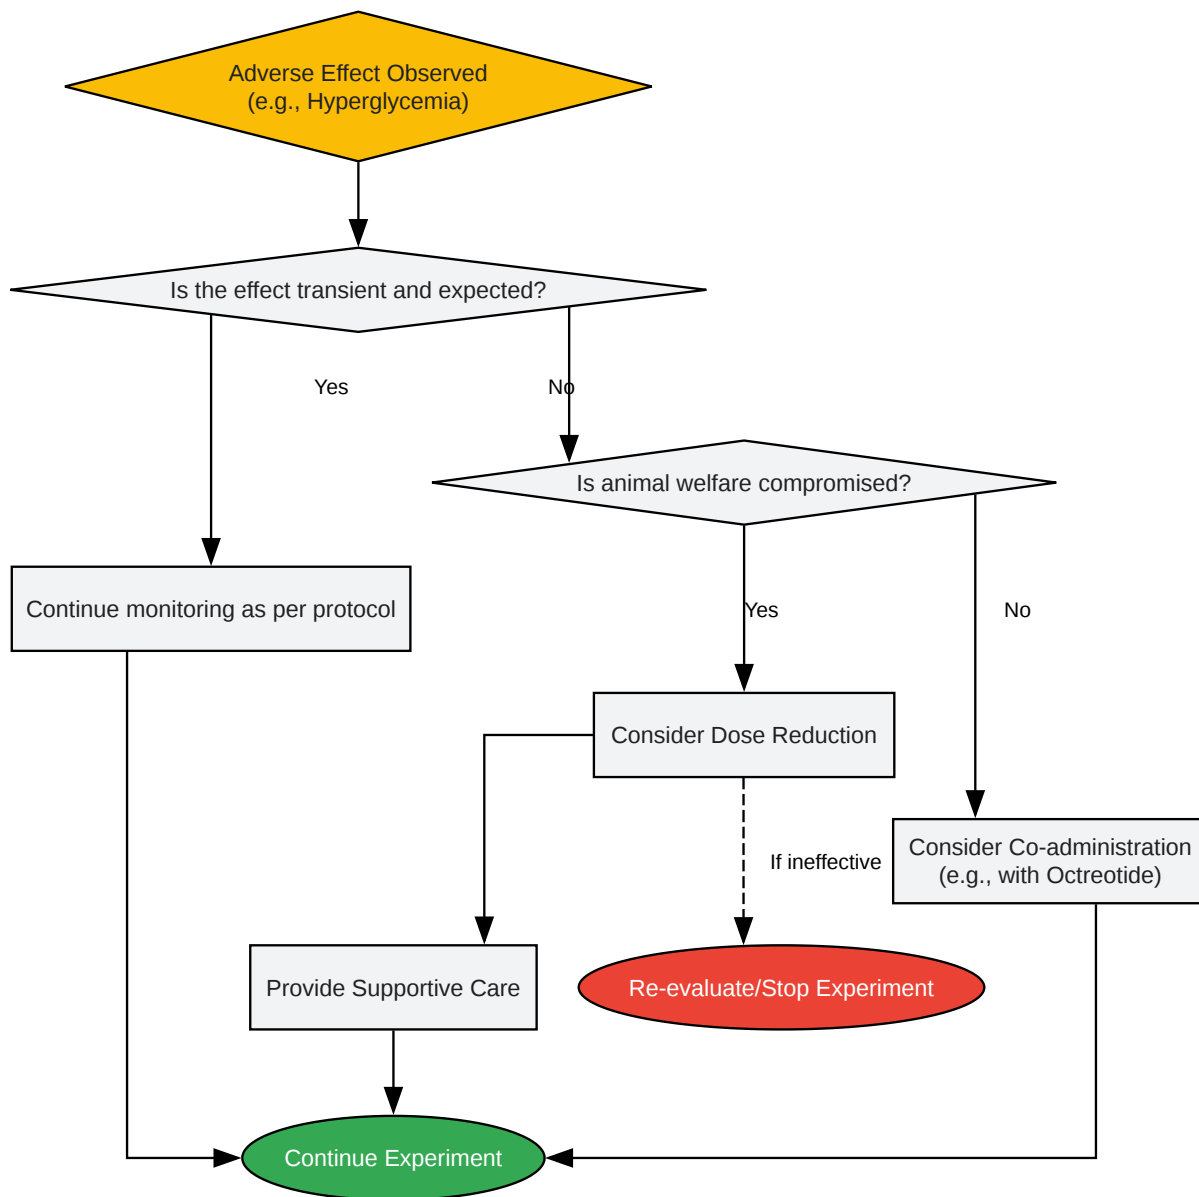 Adverse Effect Observed
(e.g., Hyperglycemia)
Is the effect transient and expected?
Yes
No
Is animal welfare compromised?
Continue monitoring as per protocol
Yes
No
Consider Dose Reduction
If ineffective
Consider Co-administration
(e.g., with Octreotide)
Provide Supportive Care
Re-evaluate/Stop Experiment
Continue Experiment